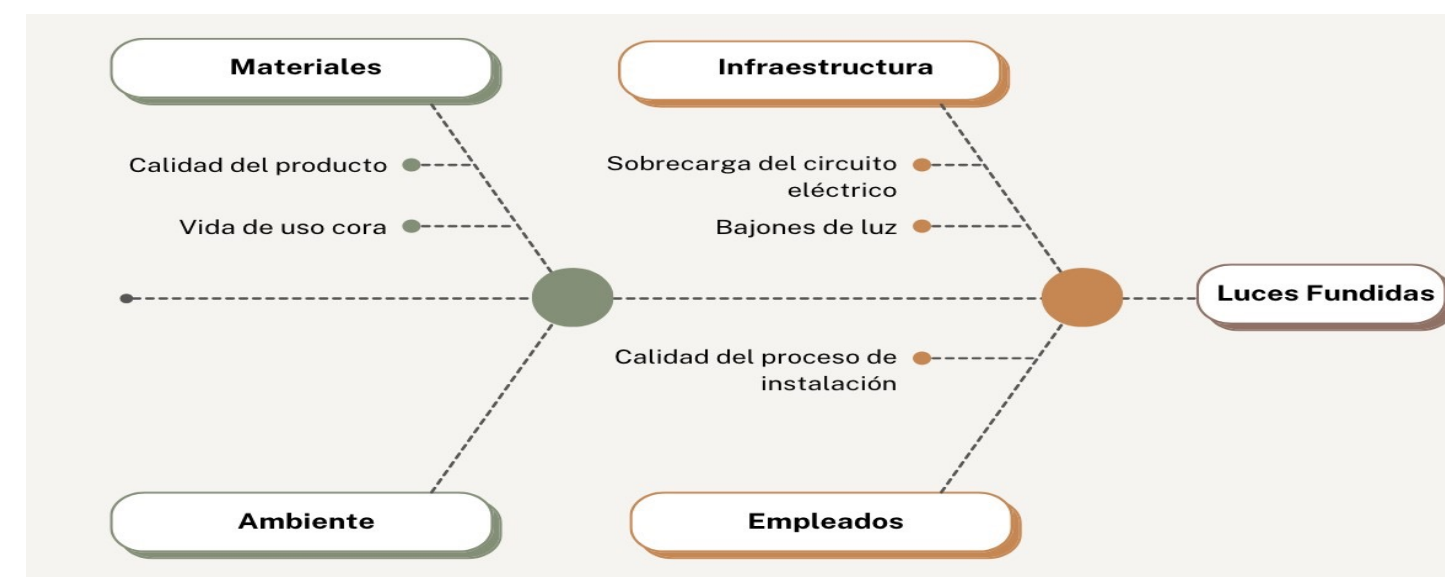 Materiales
Infraestructura
Calidad del producto
Sobrecarga del circuito
eléctrico
Vida de uso cora
Bajones de luz
Luces Fundidas
Calidad del proceso de
instalación
Ambiente
Empleados